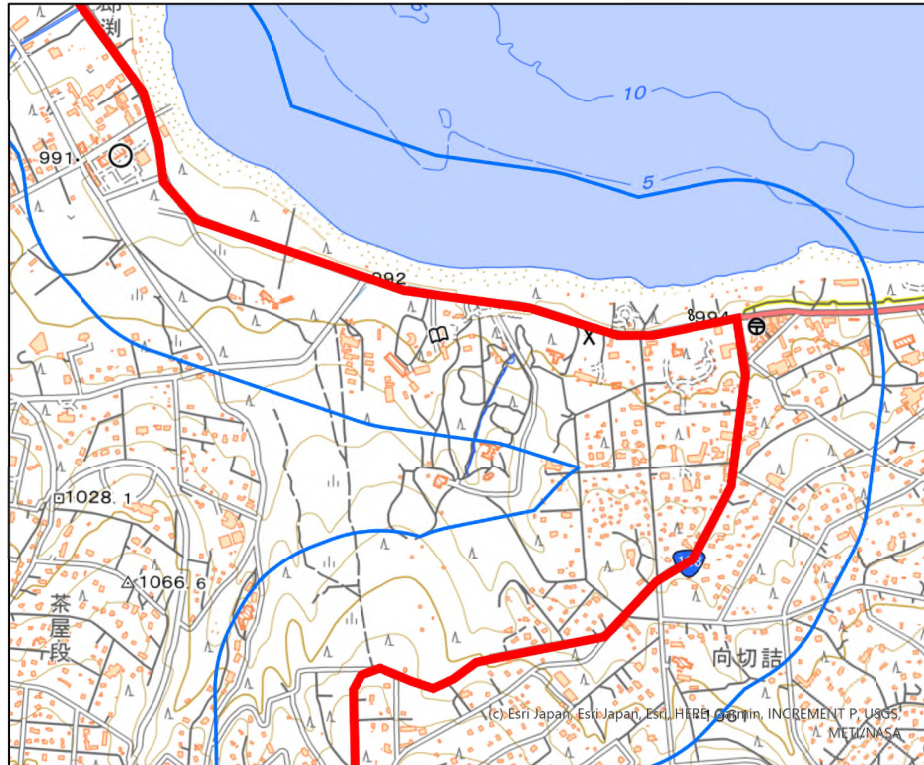 渕
10
991
5
992
994
1028.1
1066.6
茶屋段
向切詰
(c) Esri Japan, Esri Japan, Esri, HERE, Garmin, INCREMENT P, USGS,
METI/NASA